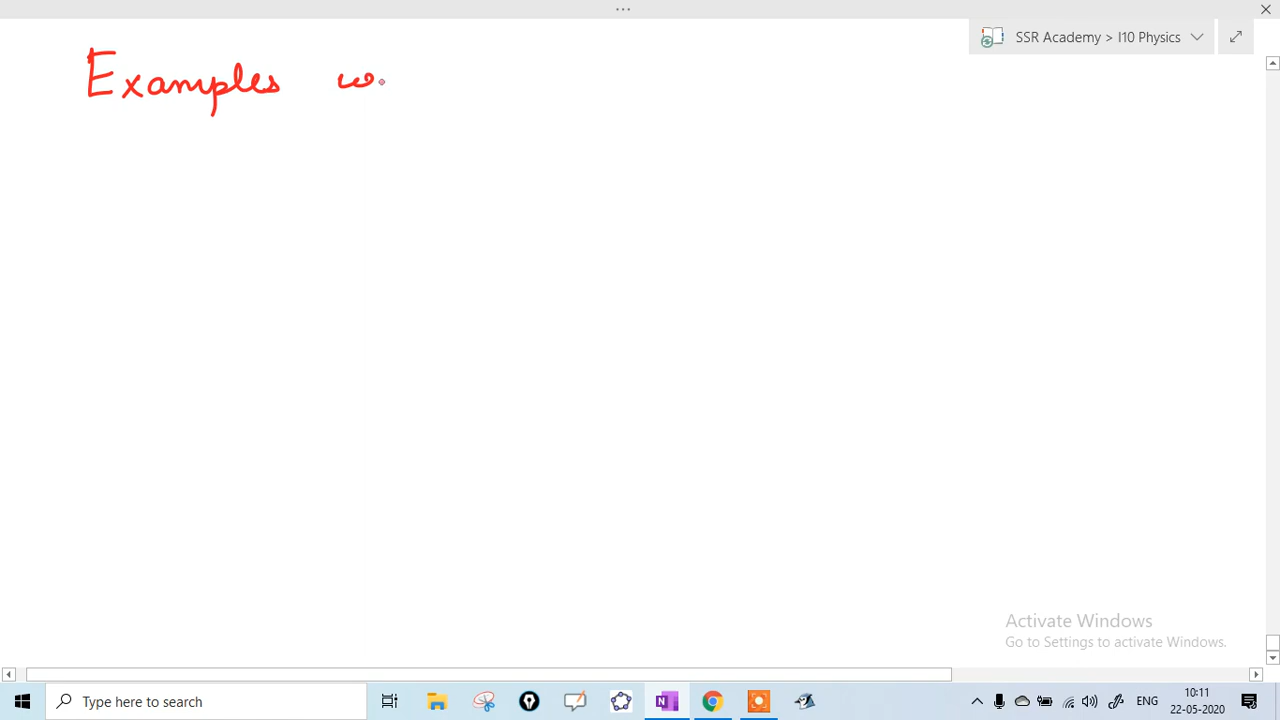 SSR Academy > I10 Physics
Examples w
Activate Windows
Go to Settings to activate Windows.
Type here to search
ENG
10:11
22-05-2020